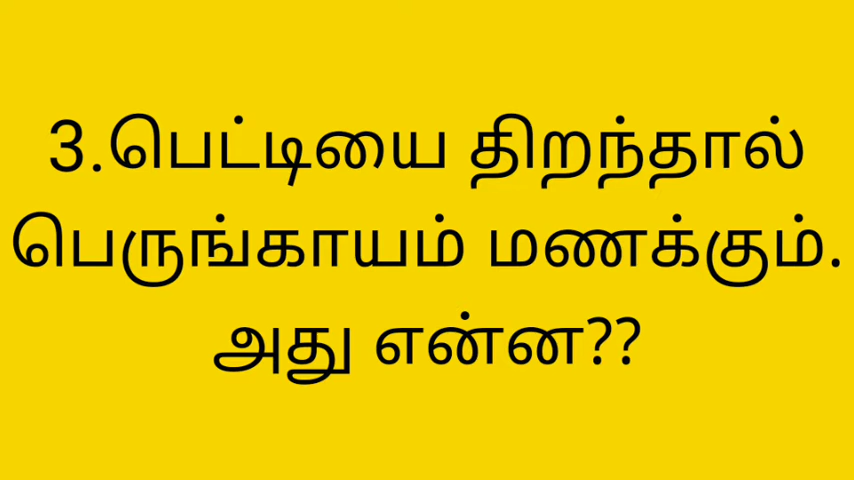 3.பெட்டியை திறந்தால்
பெருங்காயம் மணக்கும்.
அது என்ன??